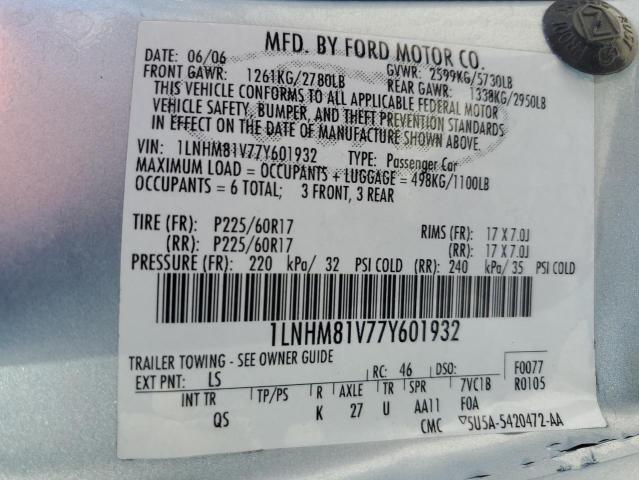 MFD. BY FORD MOTOR CO.
DATE: 06/06 GVWR: 2599KG/5730LB
FRONT GAWR: 1261KG/2780LB REAR GAWR: 1338KG/2950LB
THIS VEHICLE CONFORMS TO ALL APPLICABLE FEDERAL MOTOR
VEHICLE SAFETY, BUMPER, AND THEFT PREVENTION STANDARDS
IN EFFECT ON THE DATE OF MANUFACTURE SHOWN ABOVE.
VIN: 1LNHM81V77Y601932 TYPE: Passenger Car
MAXIMUM LOAD = OCCUPANTS + LUGGAGE = 498KG/1100LB
OCCUPANTS = 6 TOTAL; 3 FRONT, 3 REAR
TIRE (FR): P225/60R17 RIMS (FR): 17 X 7.0J
(RR): P225/60R17 (RR): 17 X 7.0J
PRESSURE (FR): 220 kPa/ 32 PSI COLD (RR): 240 kPa/ 35 PSI COLD
1LNHM81V77Y601932
TRAILER TOWING - SEE OWNER GUIDE
EXT PNT: LS RC: 46 DSO: F0077
R0105
INT TR TP/PS R AXLE TR SPR 7VC1B
QS K 27 U AA11 F0A
CMC 5U5A-5420472-AA